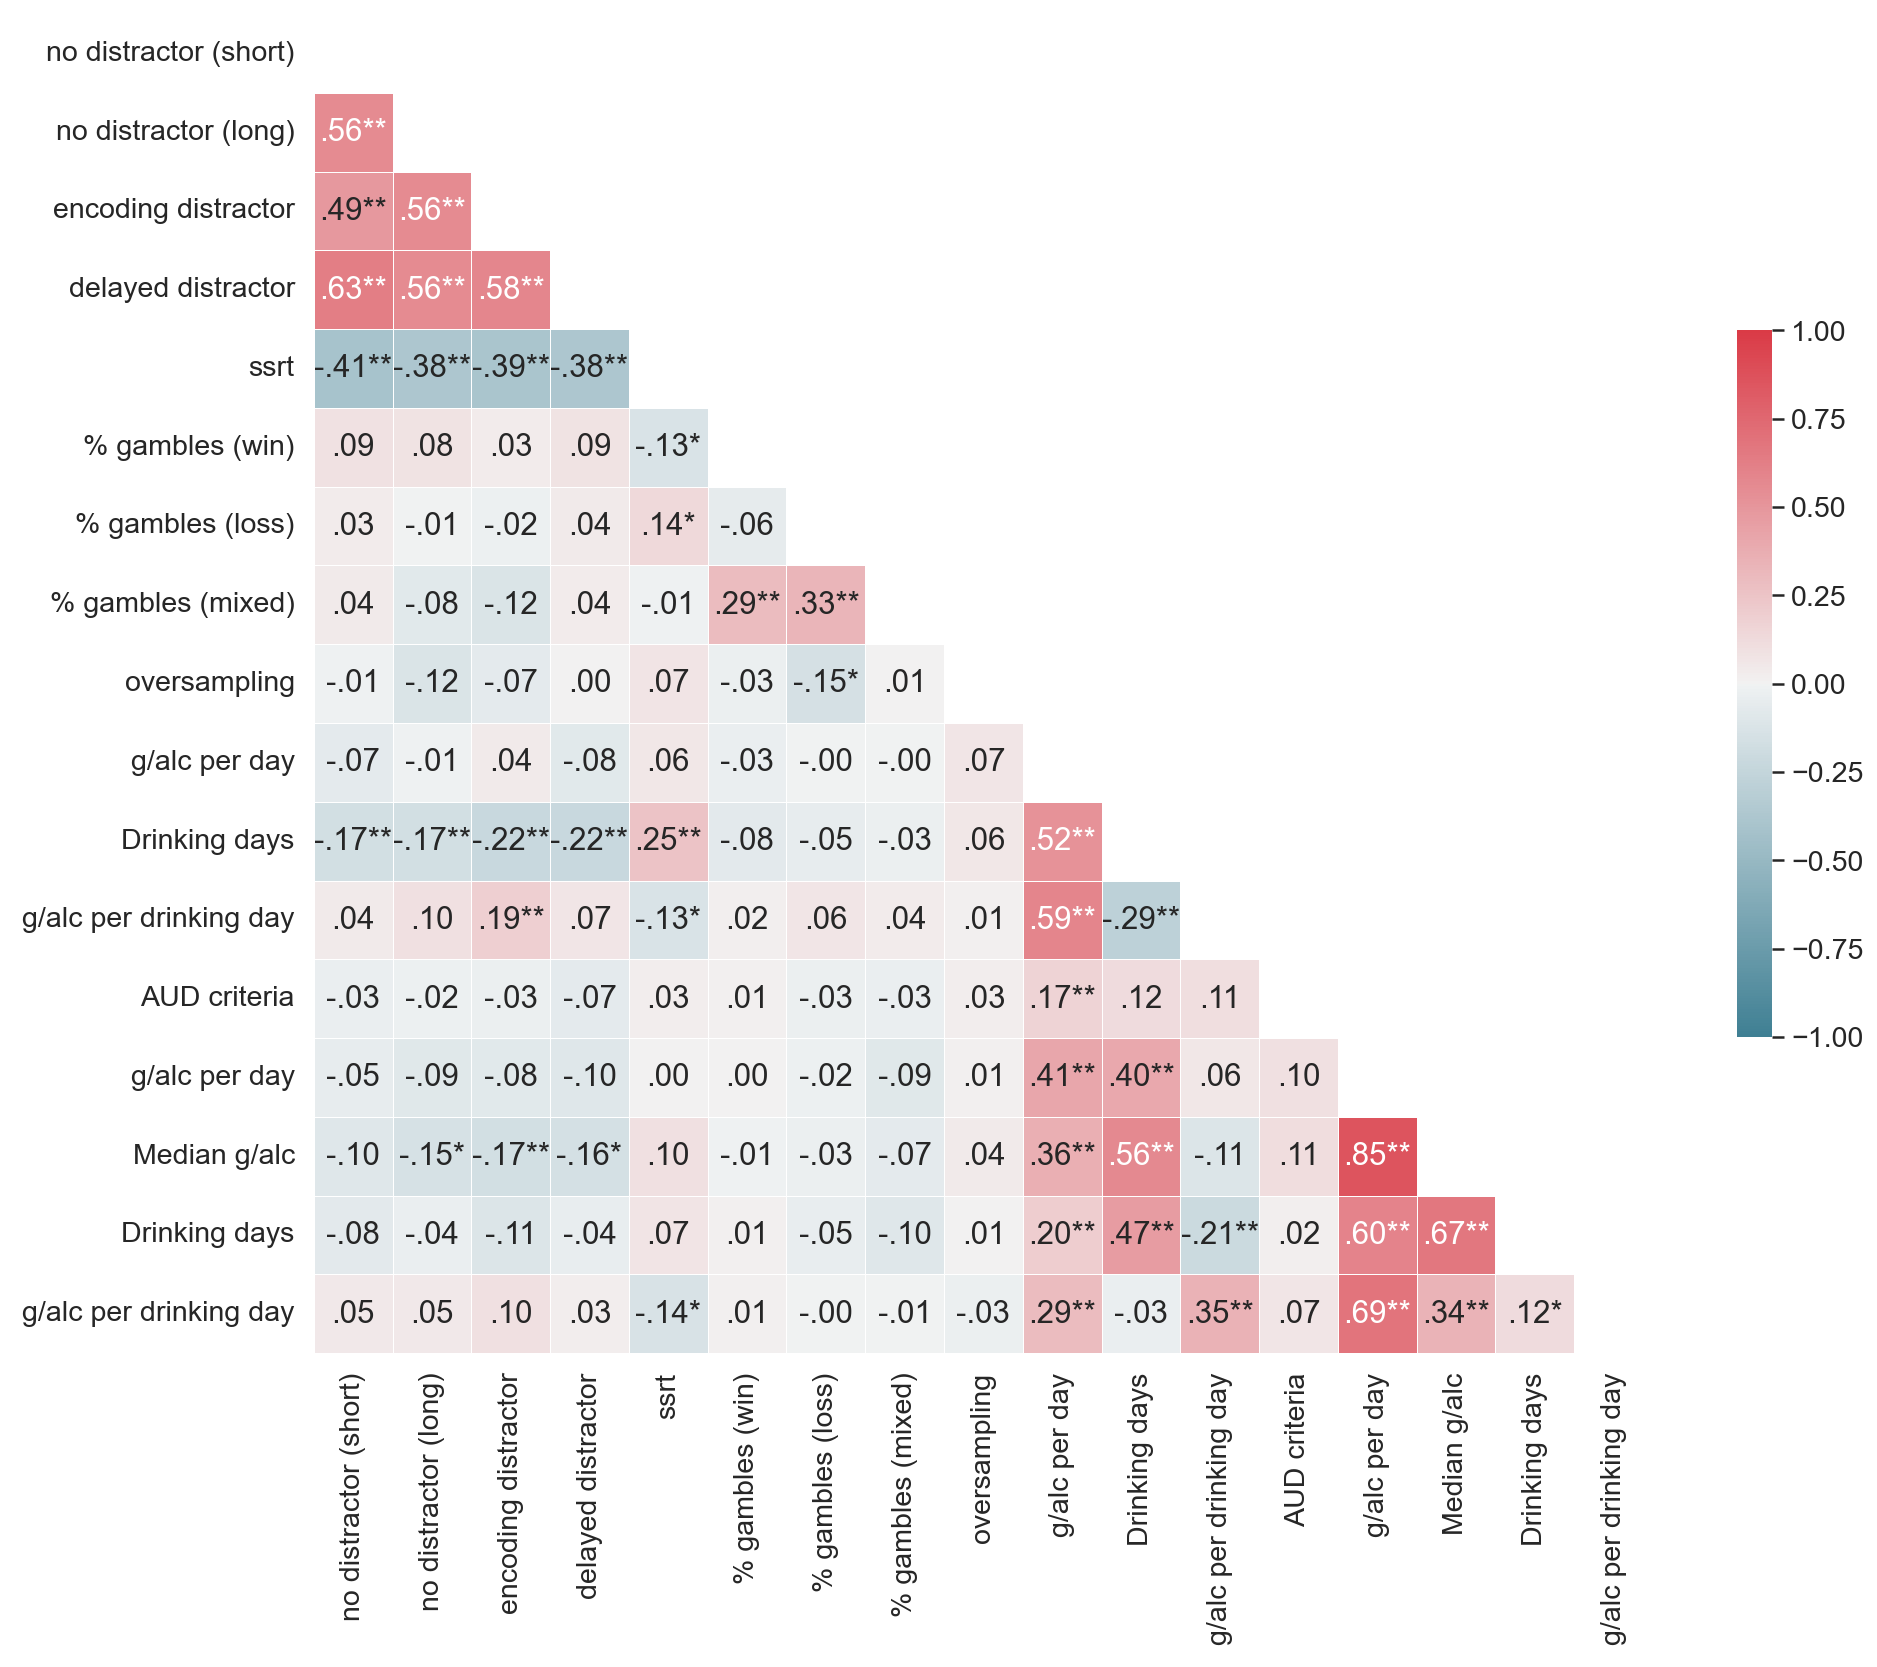 no distractor (short)
no distractor (long) .56**
encoding distractor .49** .56**
delayed distractor .63** .56** .58**
ssrt -.41** -.38** -.39** -.38**
% gambles (win) .09 .08 .03 .09 -.13*
% gambles (loss) .03 -.01 -.02 .04 .14* -.06
% gambles (mixed) .04 -.08 -.12 .04 -.01 .29** .33**
oversampling -.01 -.12 -.07 .00 .07 -.03 -.15* .01
g/alc per day -.07 -.01 .04 -.08 .06 -.03 -.00 -.00 .07
Drinking days -.17** -.17** -.22** -.22** .25** -.08 -.05 -.03 .06 .52**
g/alc per drinking day .04 .10 .19** .07 -.13* .02 .06 .04 .01 .59** -.29**
AUD criteria -.03 -.02 -.03 -.07 .03 .01 -.03 -.03 .03 .17** .12 .11
g/alc per day -.05 -.09 -.08 -.10 .00 .00 -.02 -.09 .01 .41** .40** .06 .10
Median g/alc -.10 -.15* -.17** -.16* .10 -.01 -.03 -.07 .04 .36** .56** -.11 .11 .85**
Drinking days -.08 -.04 -.11 -.04 .07 .01 -.05 -.10 .01 .20** .47** -.21** .02 .60** .67**
g/alc per drinking day .05 .05 .10 .03 -.14* .01 -.00 -.01 -.03 .29** -.03 .35** .07 .69** .34** .12*
no distractor (short)
no distractor (long)
encoding distractor
delayed distractor
ssrt
% gambles (win)
% gambles (loss)
% gambles (mixed)
oversampling
g/alc per day
Drinking days
g/alc per drinking day
AUD criteria
g/alc per day
Median g/alc
Drinking days
g/alc per drinking day
1.00
0.75
0.50
0.25
0.00
−0.25
−0.50
−0.75
−1.00